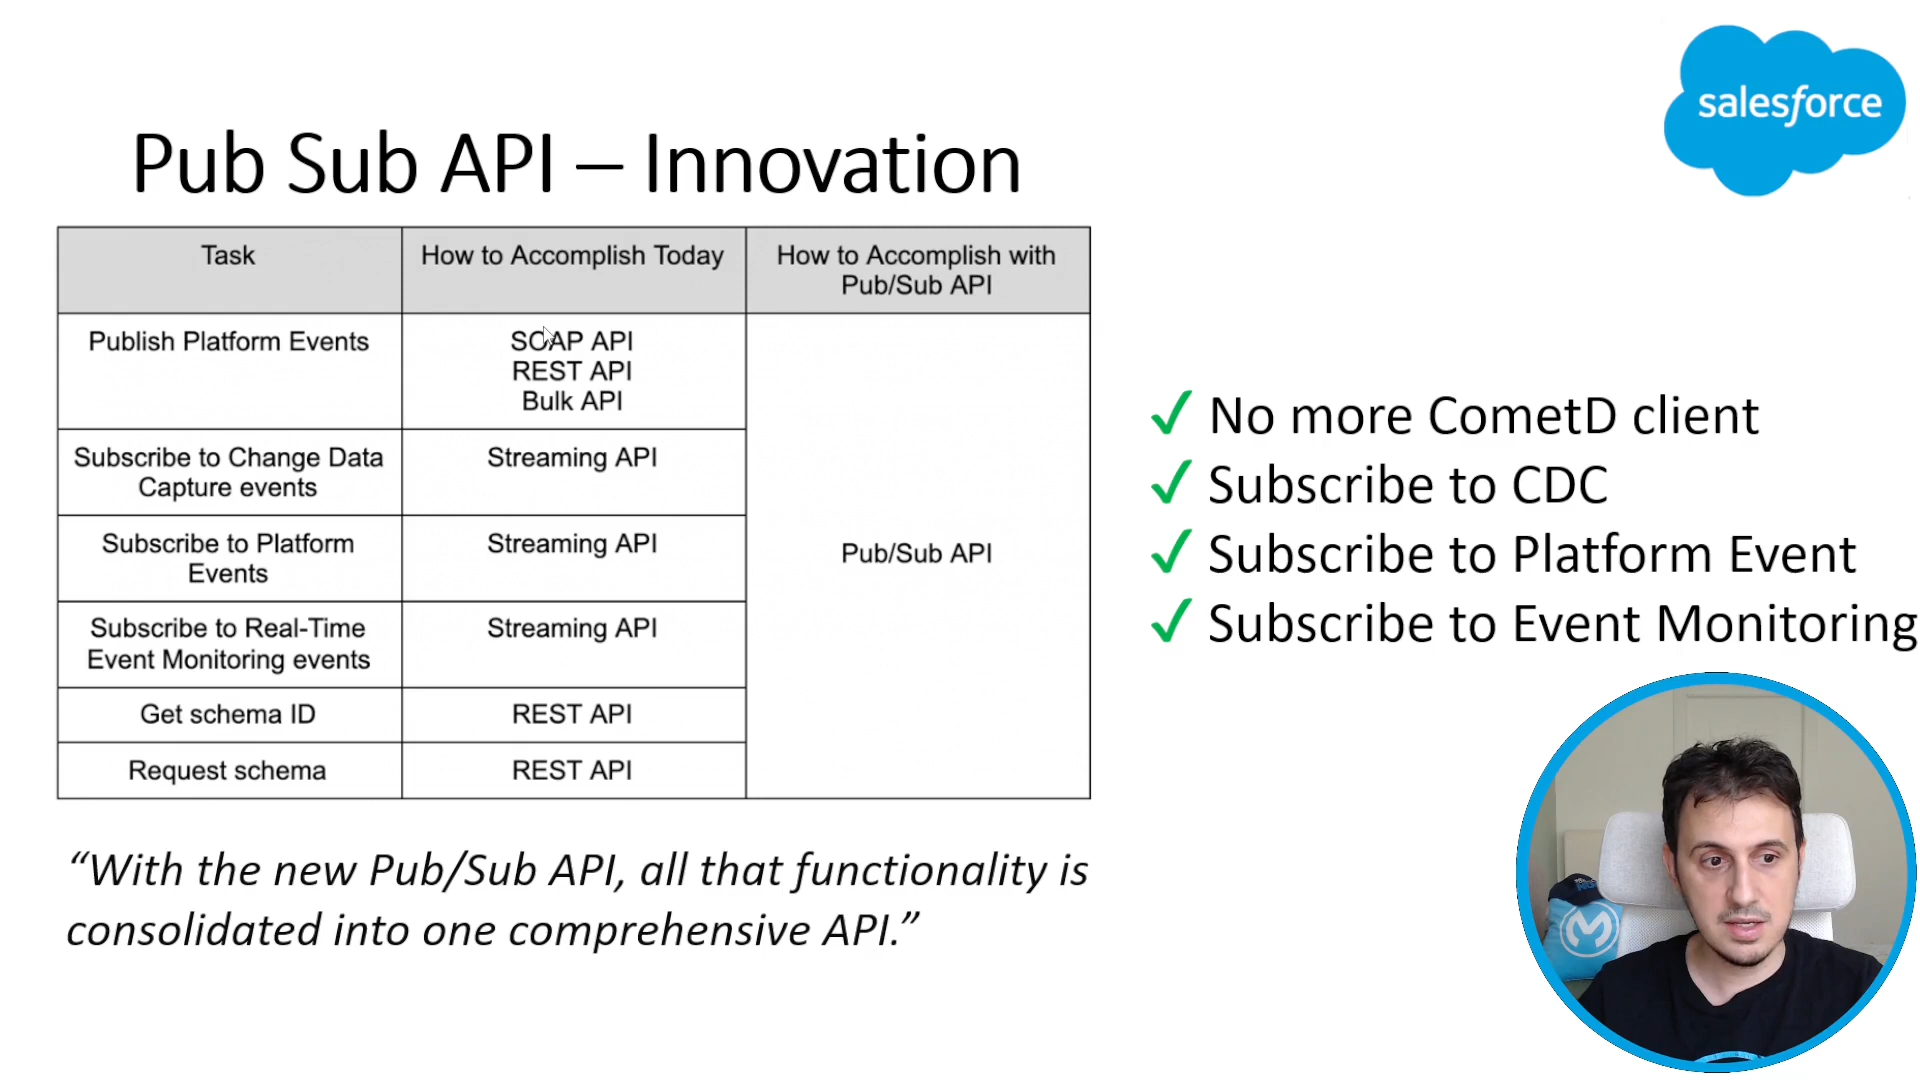 salesforce
Pub Sub API – Innovation
Task
How to Accomplish Today
How to Accomplish with
Pub/Sub API
Publish Platform Events
SOAP API
REST API
Bulk API
Subscribe to Change Data
Capture events
Streaming API
Subscribe to Platform
Events
Streaming API
Subscribe to Real-Time
Event Monitoring events
Streaming API
Get schema ID
REST API
Request schema
REST API
Pub/Sub API
✓ No more CometD client
✓ Subscribe to CDC
✓ Subscribe to Platform Event
✓ Subscribe to Event Monitoring
“With the new Pub/Sub API, all that functionality is
consolidated into one comprehensive API.”